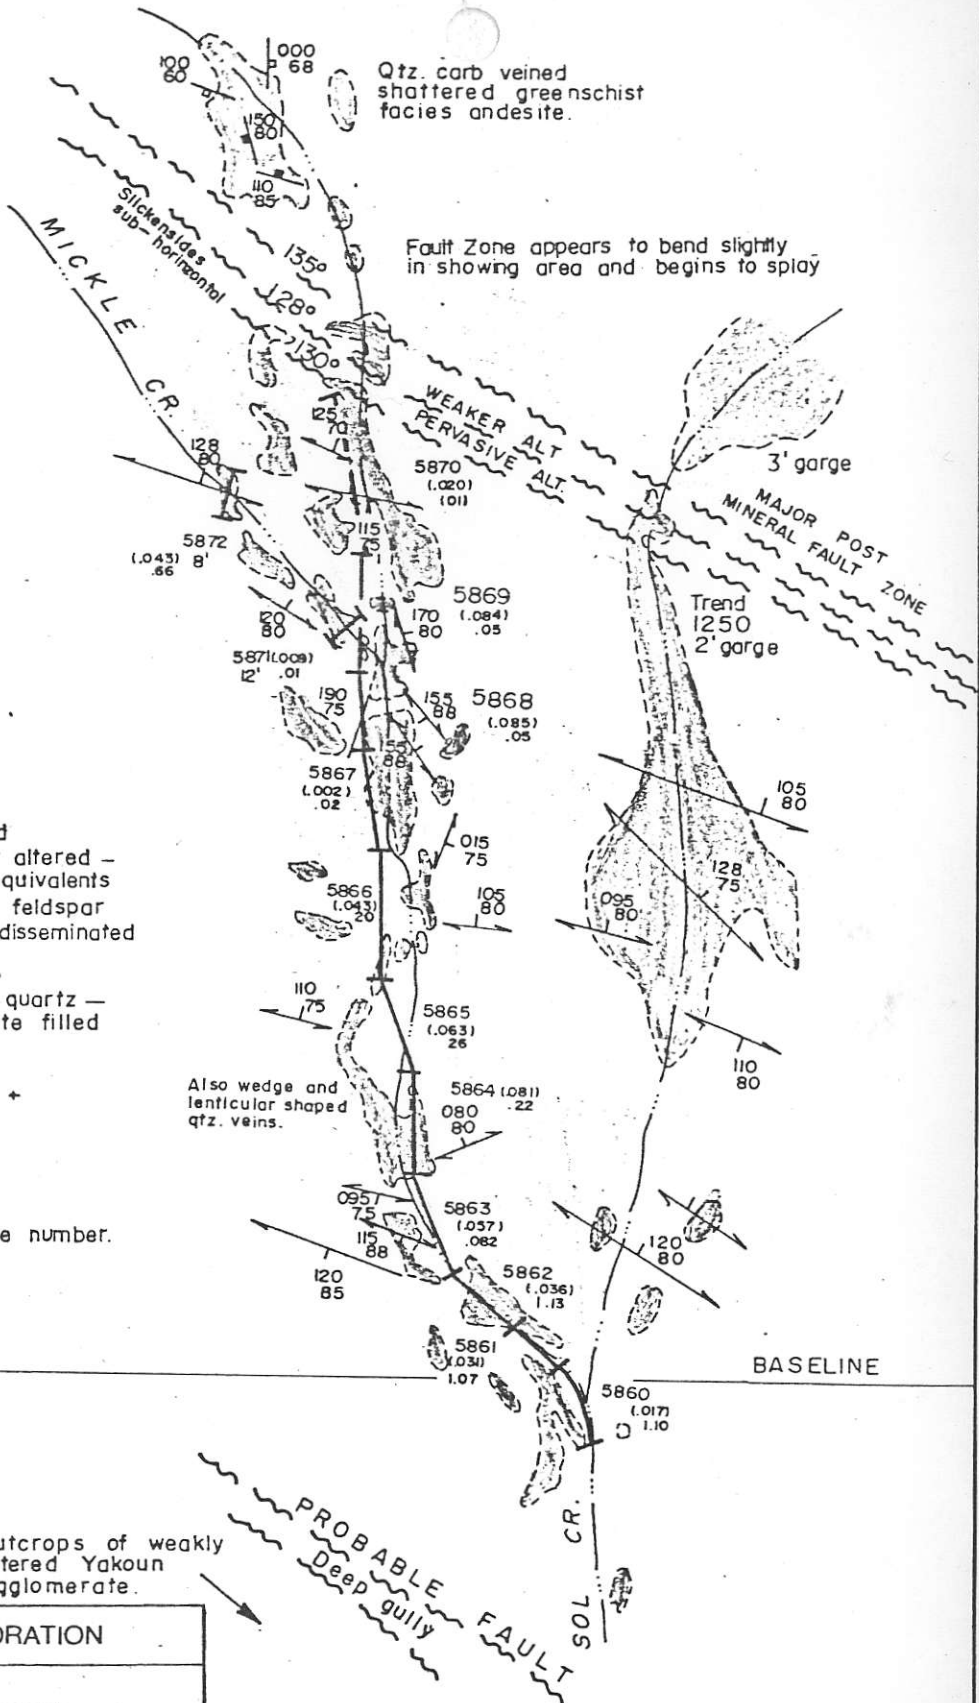 000
68
100
60
Qtz. carb veined
shattered greenschist
facies andesite.
150
80
110
85
Slickensides
sub-horizontal
135°
128°
130°
MICKLE CR.
Fault Zone appears to bend slightly
in showing area and begins to splay
WEAKER ALT
PERVASIVE ALT.
3' garge
MAJOR POST
MINERAL FAULT ZONE
125
70
128
80
5870
(.020)
(.01)
115
75
5872
(.043) 8'
.66
5869
(.084)
.05
170
80
Trend
1250
2' garge
120
80
5871(.009)
12' .01
190
75
155
88
5868
(.085)
.05
155
88
5867
(.002)
.02
105
80
015
75
d
altered –
quivalents
feldspar
disseminated
quartz –
te filled
+
e number.
5866
(.043)
20
105
80
128
75
095
80
110
75
5865
(.063)
26
110
80
Also wedge and
lenticular shaped
qtz. veins.
5864 (.081)
.22
080
80
095
75
5863
(.057)
.082
115
88
120
85
120
80
5862
(.036)
1.13
5861
(.031)
1.07
BASELINE
5860
(.017)
1.10
SOL CR.
PROBABLE FAULT
Deep gully
utcrops of weakly
tered Yakoun
gglomerate.
ORATION